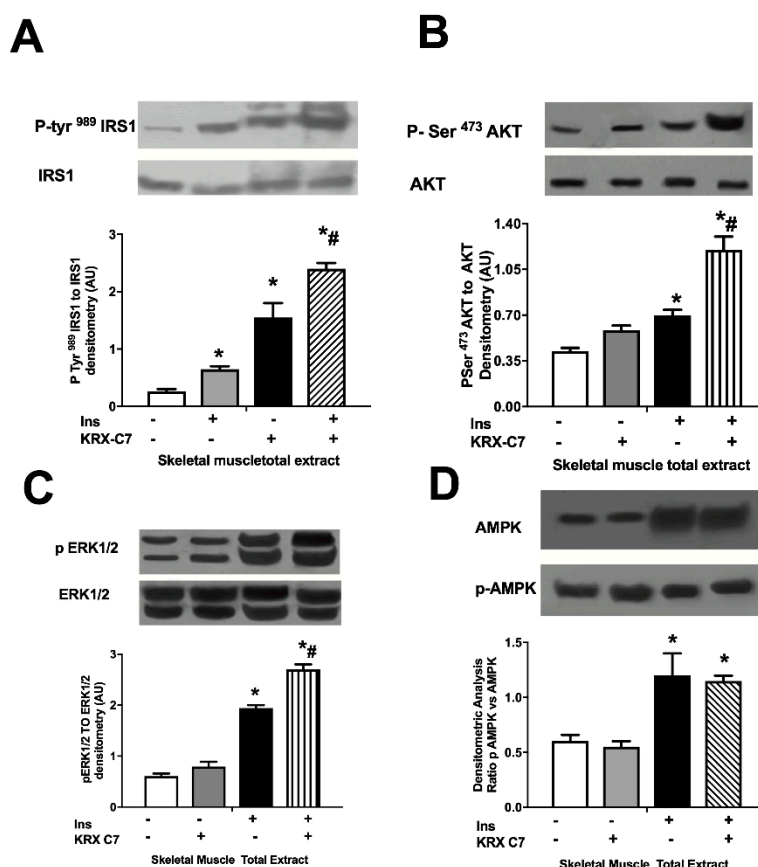 A
P-tyr 989 IRS1
IRS1
P Tyr 989 IRS1 to IRS1
densitometry (AU)
3
2
1
0
*
*
*#
Ins - + - +
KRX-C7 - - + +
Skeletal muscletotal extract
B
P- Ser 473 AKT
AKT
PSer 473 AKT to AKT
Densitometry (AU)
1.40
1.05
0.70
0.35
0.00
*
*#
Ins - - + +
KRX-C7 - + - +
Skeletal muscle total extract
C
p ERK1/2
ERK1/2
pERK1/2 TO ERK1/2
densitometry (AU)
3
2
1
0
*
*#
Ins - - + +
KRX C7 - + - +
Skeletal Muscle Total Extract
D
AMPK
p-AMPK
Densitometric Analysis
Ratio p AMPK vs AMPK
1.5
1.2
0.9
0.5
0.3
0.0
*
*
Ins - - + +
KRX C7 - + - +
Skeletal Muscle Total Extract